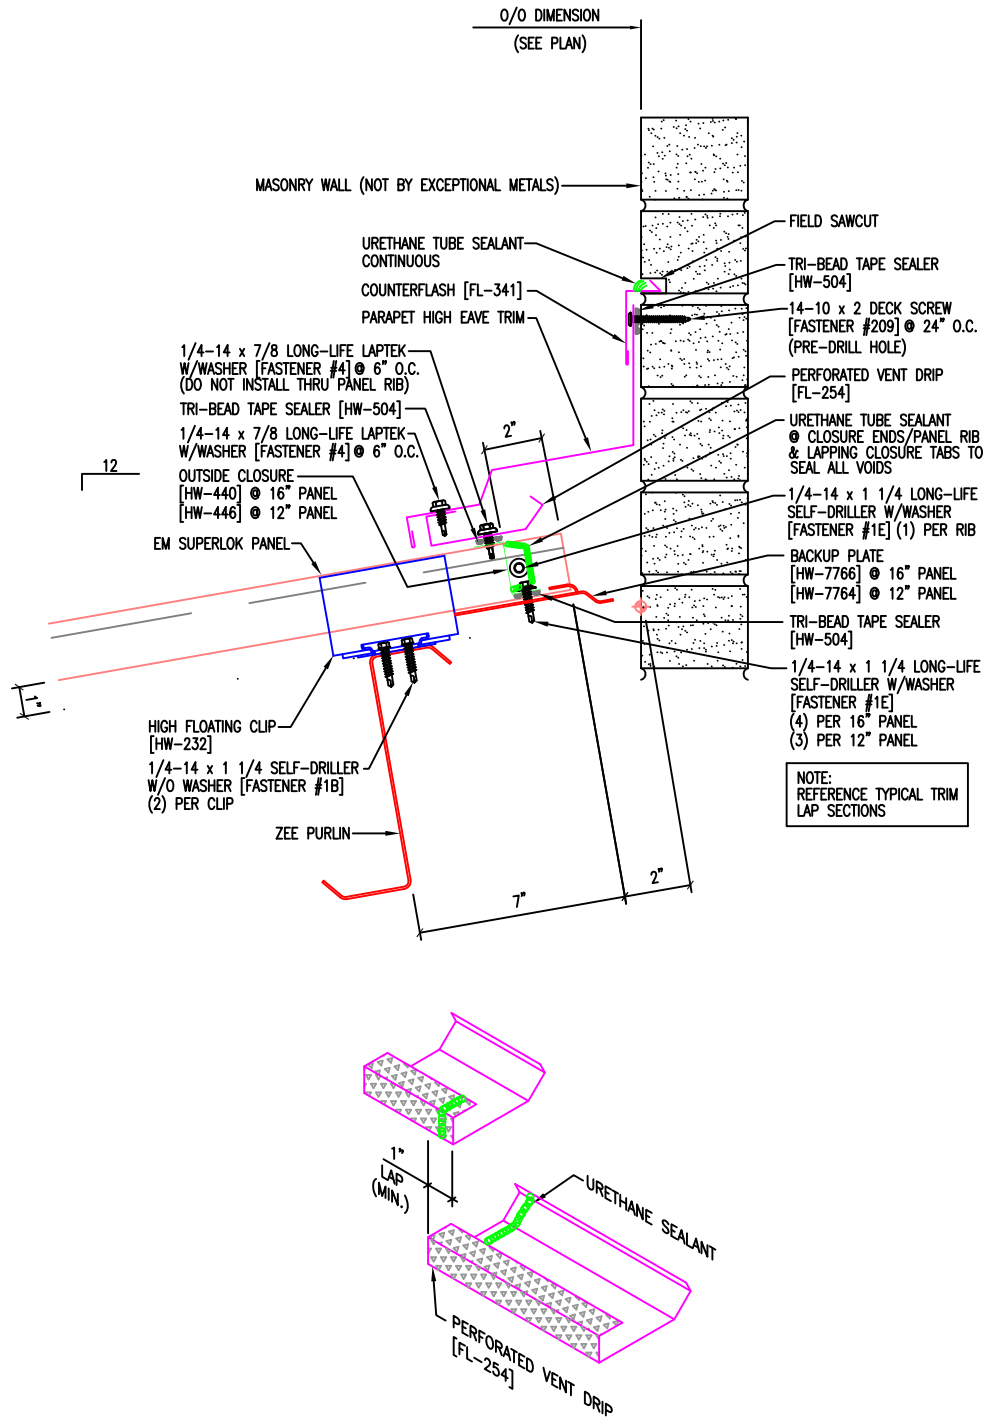 O/O DIMENSION
(SEE PLAN)
MASONRY WALL (NOT BY EXCEPTIONAL METALS)
FIELD SAWCUT
URETHANE TUBE SEALANT
CONTINUOUS
TRI-BEAD TAPE SEALER
[HW-504]
COUNTERFLASH [FL-341]
14-10 x 2 DECK SCREW
[FASTENER #209] @ 24" O.C.
(PRE-DRILL HOLE)
PARAPET HIGH EAVE TRIM
1/4-14 x 7/8 LONG-LIFE LAPTEK
W/WASHER [FASTENER #4] @ 6" O.C.
(DO NOT INSTALL THRU PANEL RIB)
PERFORATED VENT DRIP
[FL-254]
TRI-BEAD TAPE SEALER [HW-504]
1/4-14 x 7/8 LONG-LIFE LAPTEK
W/WASHER [FASTENER #4] @ 6" O.C.
2"
URETHANE TUBE SEALANT
@ CLOSURE ENDS/PANEL RIB
& LAPPING CLOSURE TABS TO
SEAL ALL VOIDS
12
OUTSIDE CLOSURE
[HW-440] @ 16" PANEL
[HW-446] @ 12" PANEL
1/4-14 x 1 1/4 LONG-LIFE
SELF-DRILLER W/WASHER
[FASTENER #1E] (1) PER RIB
EM SUPERLOK PANEL
BACKUP PLATE
[HW-7766] @ 16" PANEL
[HW-7764] @ 12" PANEL
TRI-BEAD TAPE SEALER
[HW-504]
1/4-14 x 1 1/4 LONG-LIFE
SELF-DRILLER W/WASHER
[FASTENER #1E]
(4) PER 16" PANEL
(3) PER 12" PANEL
1"
HIGH FLOATING CLIP
[HW-232]
1/4-14 x 1 1/4 SELF-DRILLER
W/O WASHER [FASTENER #1B]
(2) PER CLIP
NOTE:
REFERENCE TYPICAL TRIM
LAP SECTIONS
ZEE PURLIN
7"
2"
1"
LAP
(MIN.)
URETHANE SEALANT
PERFORATED VENT DRIP
[FL-254]